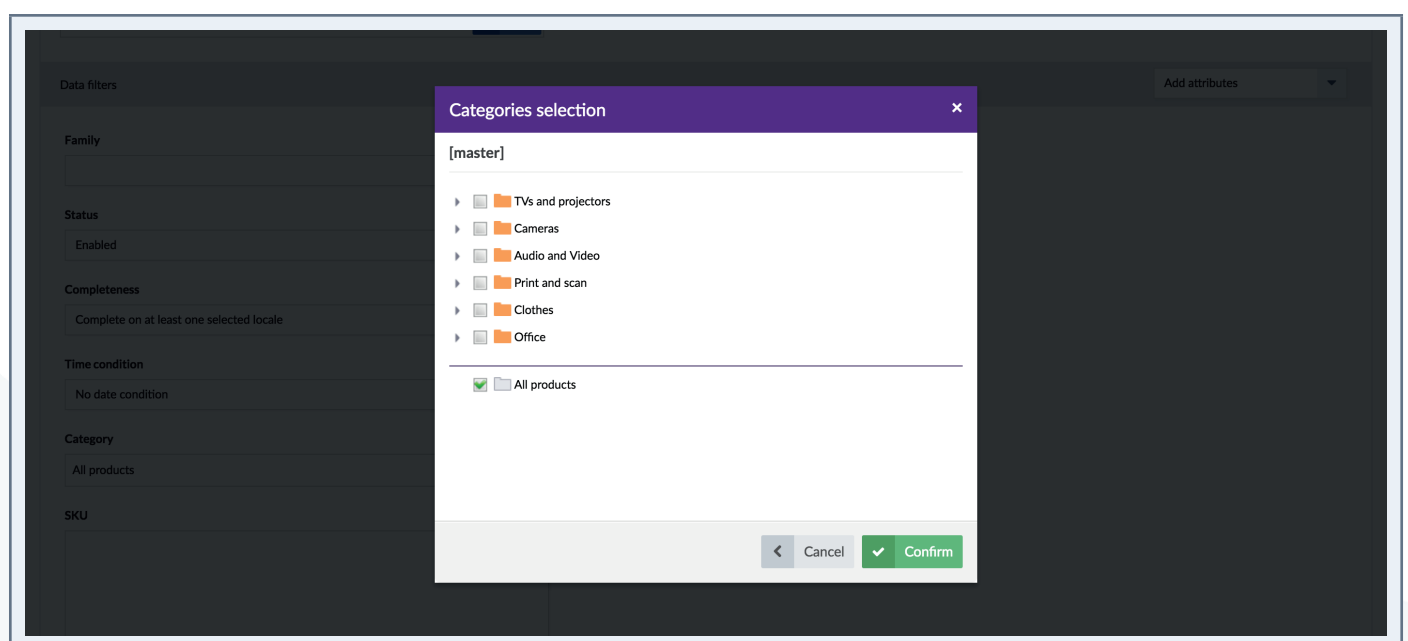 Data filters
Add attributes
Categories selection
×
[master]
Family
TVs and projectors
Cameras
Audio and Video
Print and scan
Clothes
Office
Status
Enabled
Completeness
Complete on at least one selected locale
Time condition
No date condition
All products
Category
All products
SKU
Cancel
Confirm